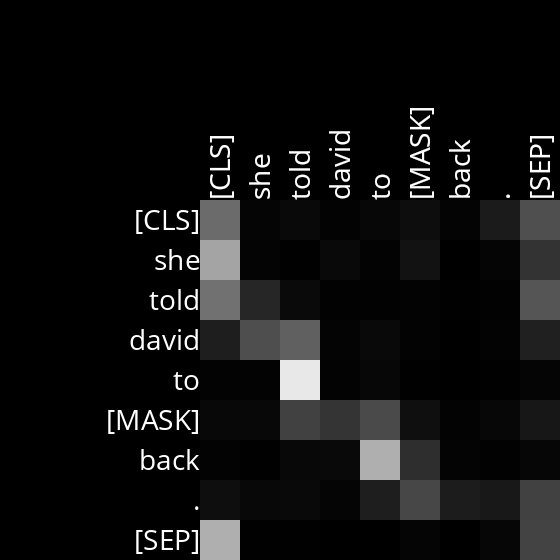 [CLS] she told david to [MASK] back . [SEP]
[CLS]
she
told
david
to
[MASK]
back
.
[SEP]